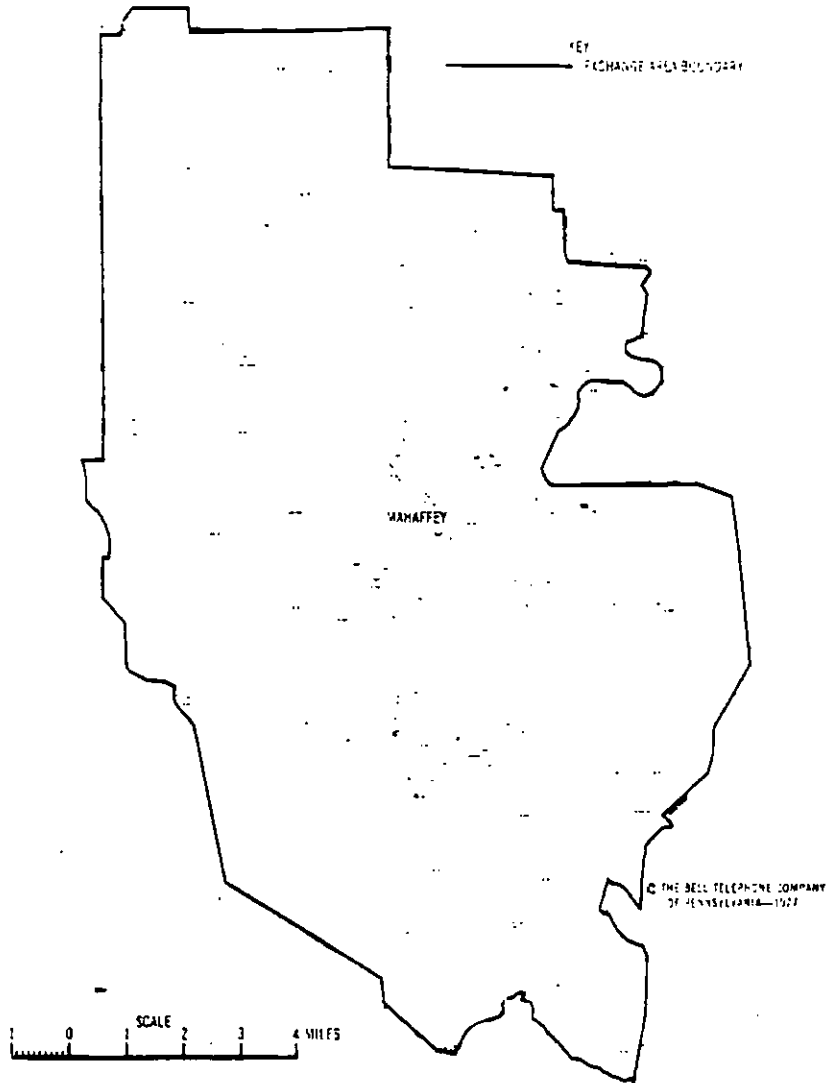 KEY
EXCHANGE AREA BOUNDARY
MAHAFFEY
© THE BELL TELEPHONE COMPANY
OF PENNSYLVANIA—
SCALE
1 0 1 2 3 4 MILES